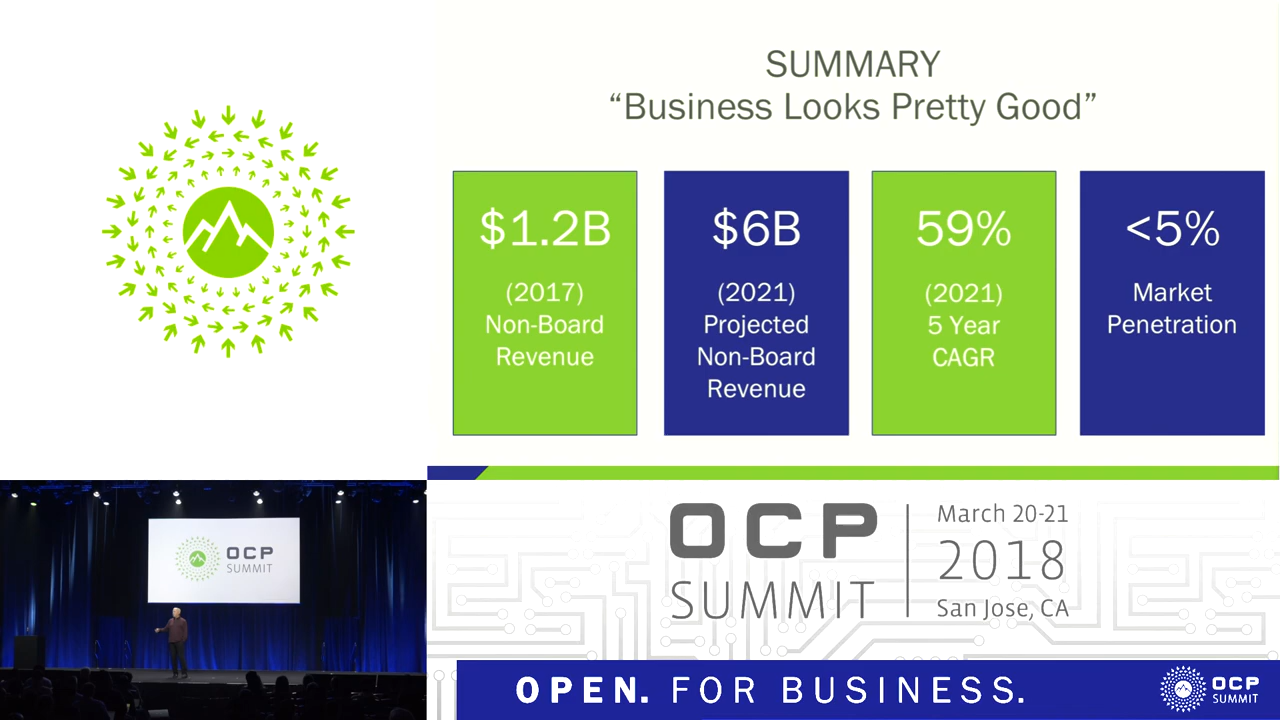 SUMMARY
“Business Looks Pretty Good”
$1.2B
(2017)
Non-Board
Revenue
$6B
(2021)
Projected
Non-Board
Revenue
59%
(2021)
5 Year
CAGR
<5%
Market
Penetration
OCP
SUMMIT
OCP
SUMMIT
March 20-21
2018
San Jose, CA
OPEN. FOR BUSINESS.
OCP
SUMMIT